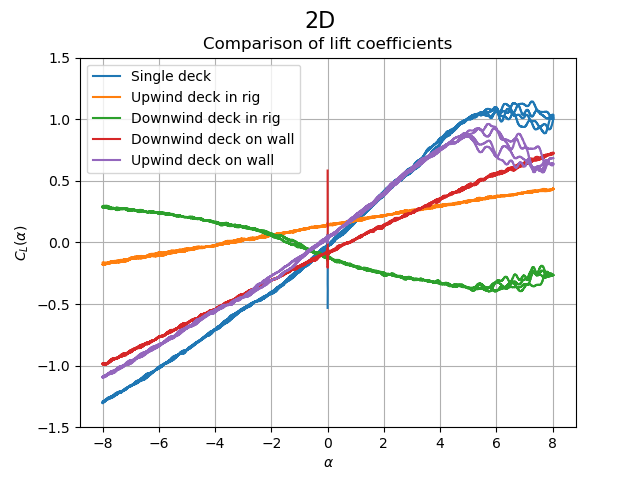 2D
Comparison of lift coefficients
Single deck
Upwind deck in rig
Downwind deck in rig
Downwind deck on wall
Upwind deck on wall
1.5
1.0
0.5
0.0
−0.5
−1.0
−1.5
C_L(α)
−8 −6 −4 −2 0 2 4 6 8
α